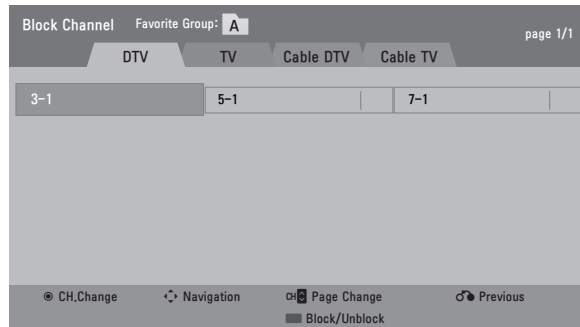 Block Channel Favorite Group: A page 1/1
DTV TV Cable DTV Cable TV
3-1 5-1 7-1
CH.Change Navigation CH Page Change Previous
Block/Unblock